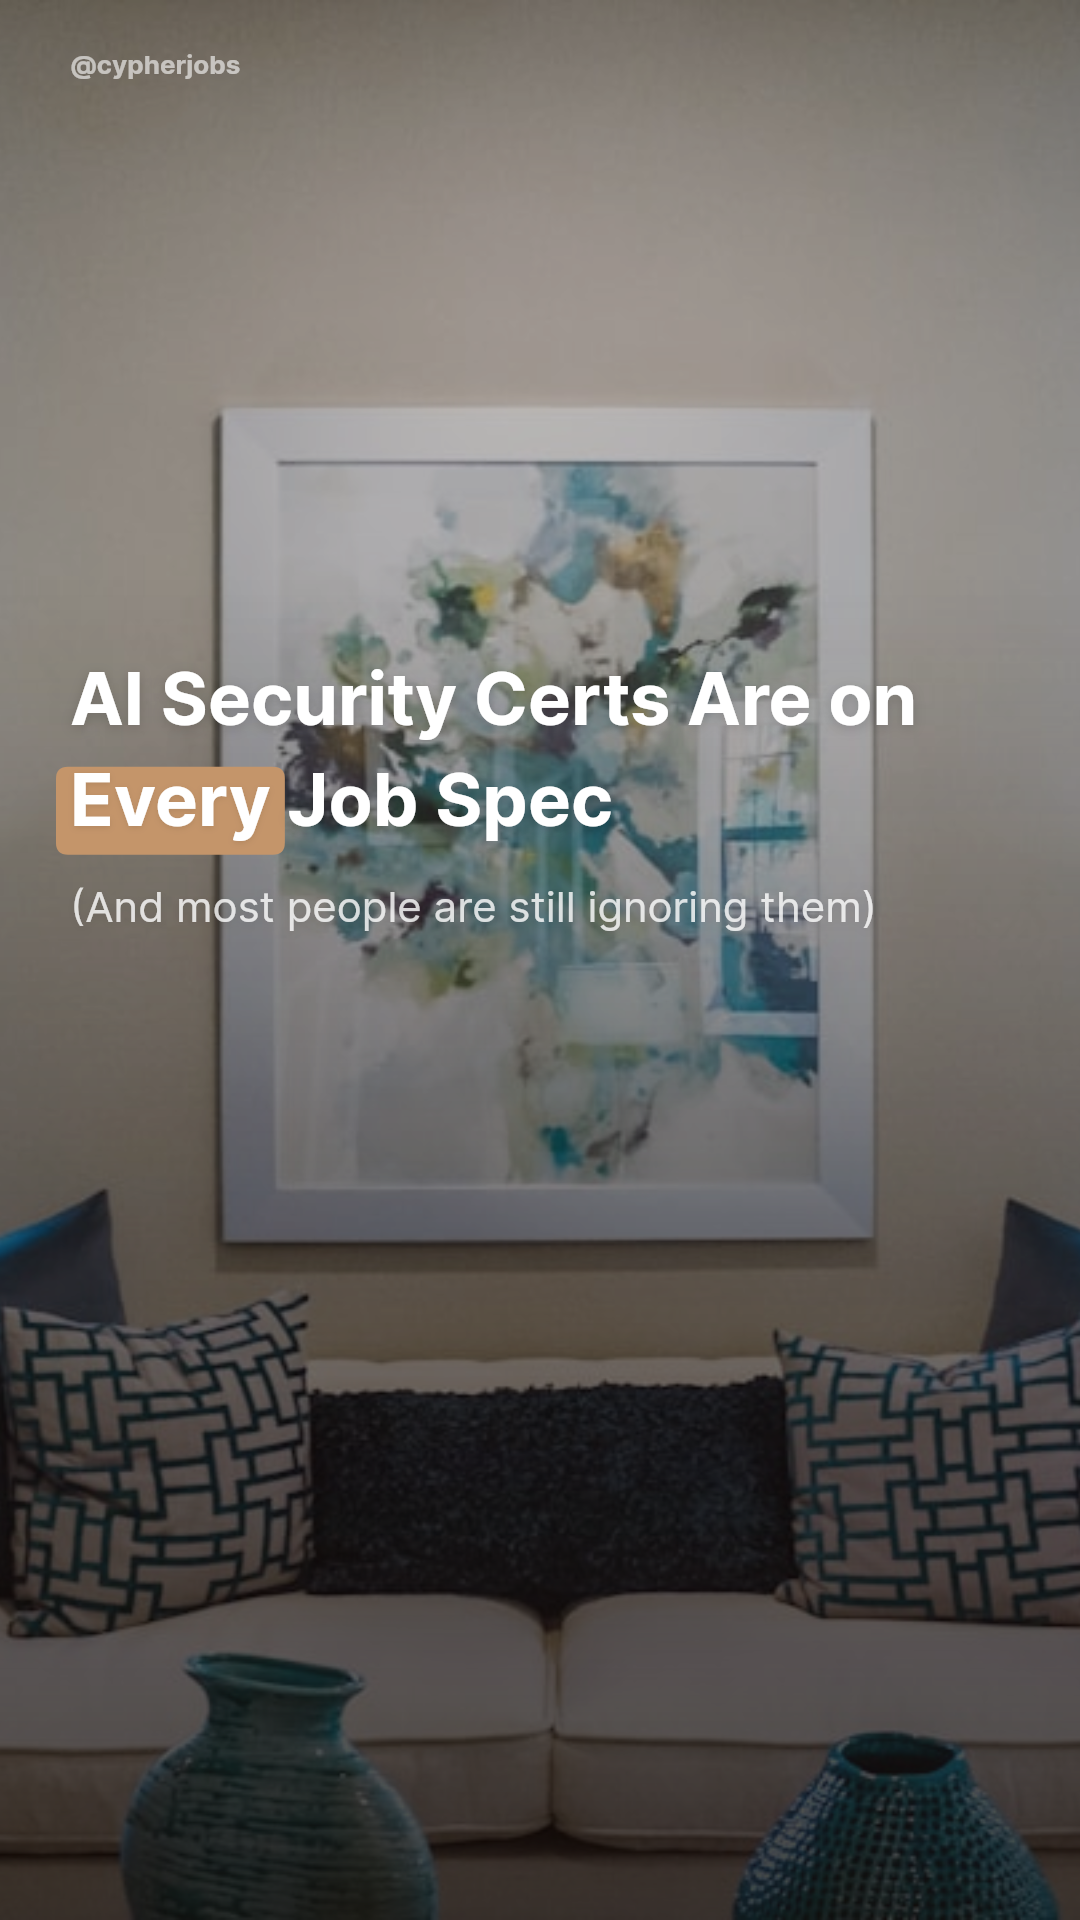 @cypherjobs
AI Security Certs Are on
Every Job Spec
(And most people are still ignoring them)